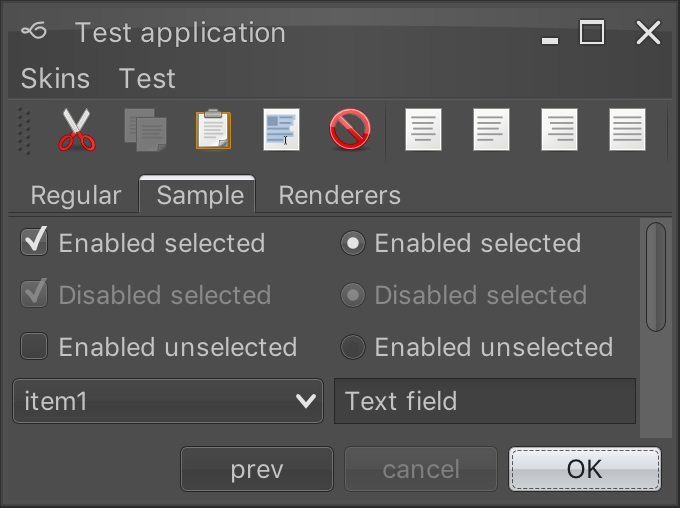 Test application
Skins Test
Regular Sample Renderers
Enabled selected Enabled selected
Disabled selected Disabled selected
Enabled unselected Enabled unselected
item1 Text field
prev cancel OK